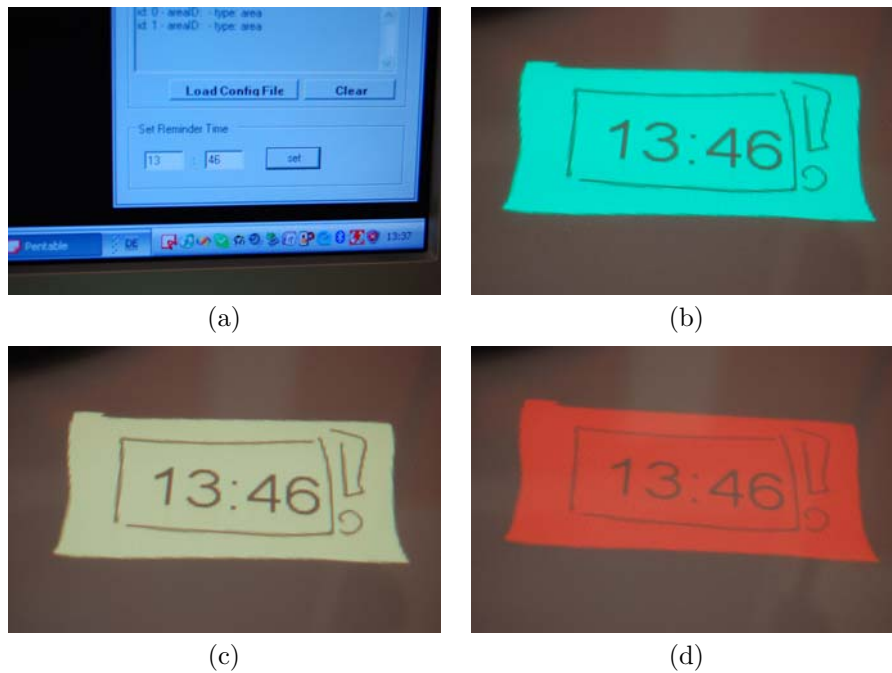 id: 0 - areaID: - type: area
id: 1 - areaID: - type: area
Load Config File
Clear
Set Reminder Time
13 : 46 set
Pentable DE 13:37
(a)
13:46 !
(b)
13:46 !
(c)
13:46 !
(d)